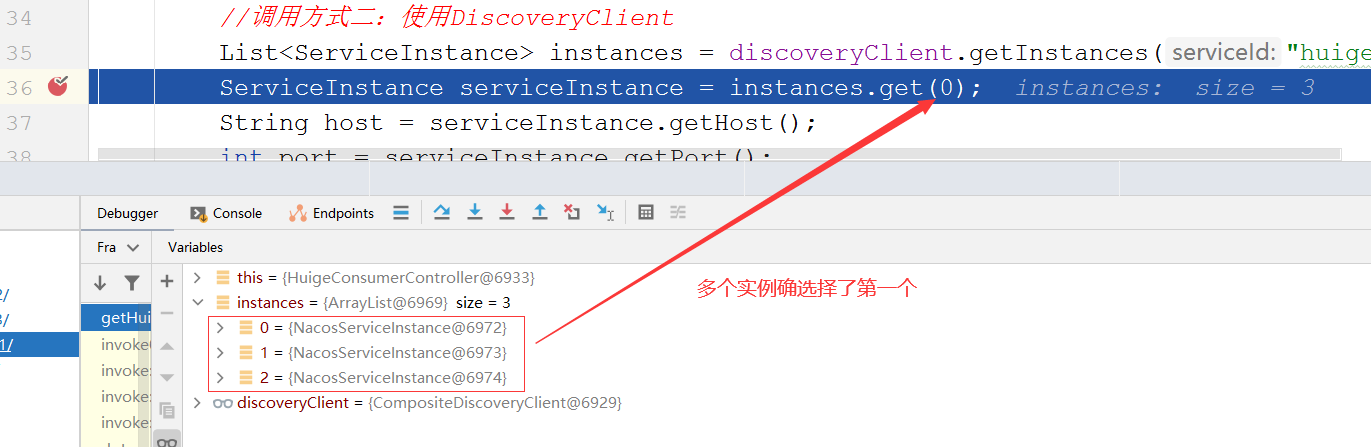 34 //调用方式二：使用DiscoveryClient
35 List<ServiceInstance> instances = discoveryClient.getInstances( serviceId: "huige
36 ServiceInstance serviceInstance = instances.get(0); instances: size = 3
37 String host = serviceInstance.getHost();
38 int port = serviceInstance.getPort();
Debugger Console Endpoints
Fra Variables
this = {HuigeConsumerController@6933}
多个实例确选择了第一个
2/
instances = {ArrayList@6969} size = 3
3/
getHui
0 = {NacosServiceInstance@6972}
1/
invoke
1 = {NacosServiceInstance@6973}
invoke:
2 = {NacosServiceInstance@6974}
invoke:
discoveryClient = {CompositeDiscoveryClient@6929}
invoke: